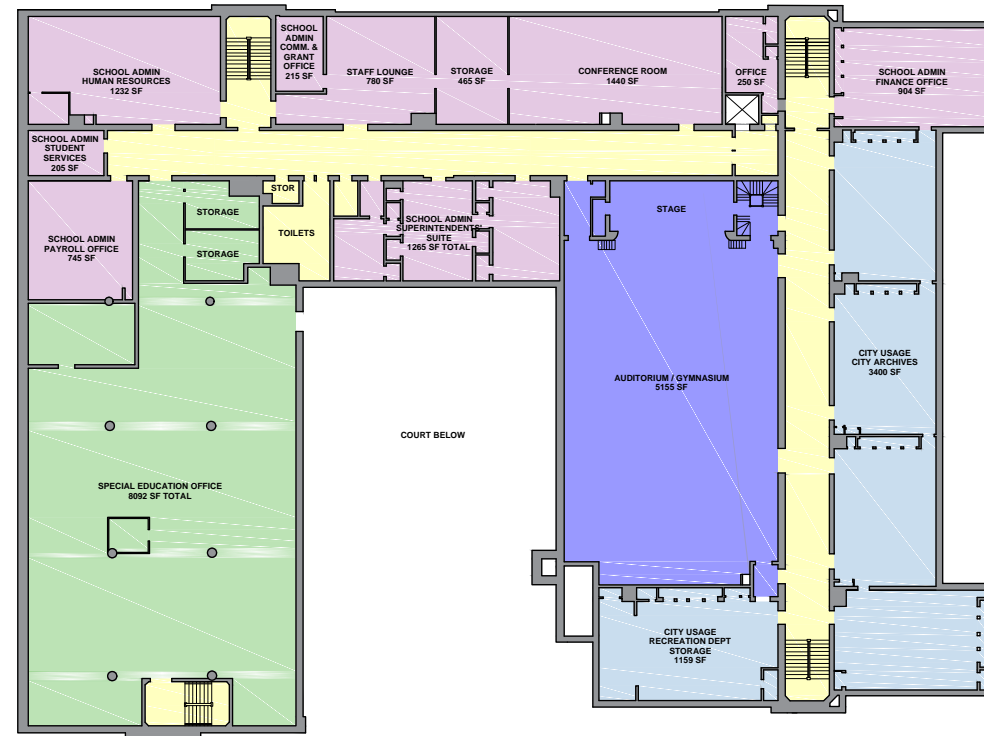 SCHOOL ADMIN
HUMAN RESOURCES
1232 SF
SCHOOL
ADMIN
COMM. &
GRANT
OFFICE
215 SF
STAFF LOUNGE
780 SF
STORAGE
465 SF
CONFERENCE ROOM
1440 SF
OFFICE
250 SF
SCHOOL ADMIN
FINANCE OFFICE
904 SF
SCHOOL ADMIN
STUDENT
SERVICES
205 SF
STOR
STORAGE
STORAGE
TOILETS
SCHOOL ADMIN
SUPERINTENDENTS'
SUITE
1265 SF TOTAL
STAGE
SCHOOL ADMIN
PAYROLL OFFICE
745 SF
CITY USAGE
CITY ARCHIVES
3400 SF
AUDITORIUM / GYMNASIUM
5155 SF
COURT BELOW
SPECIAL EDUCATION OFFICE
8092 SF TOTAL
CITY USAGE
RECREATION DEPT
STORAGE
1159 SF